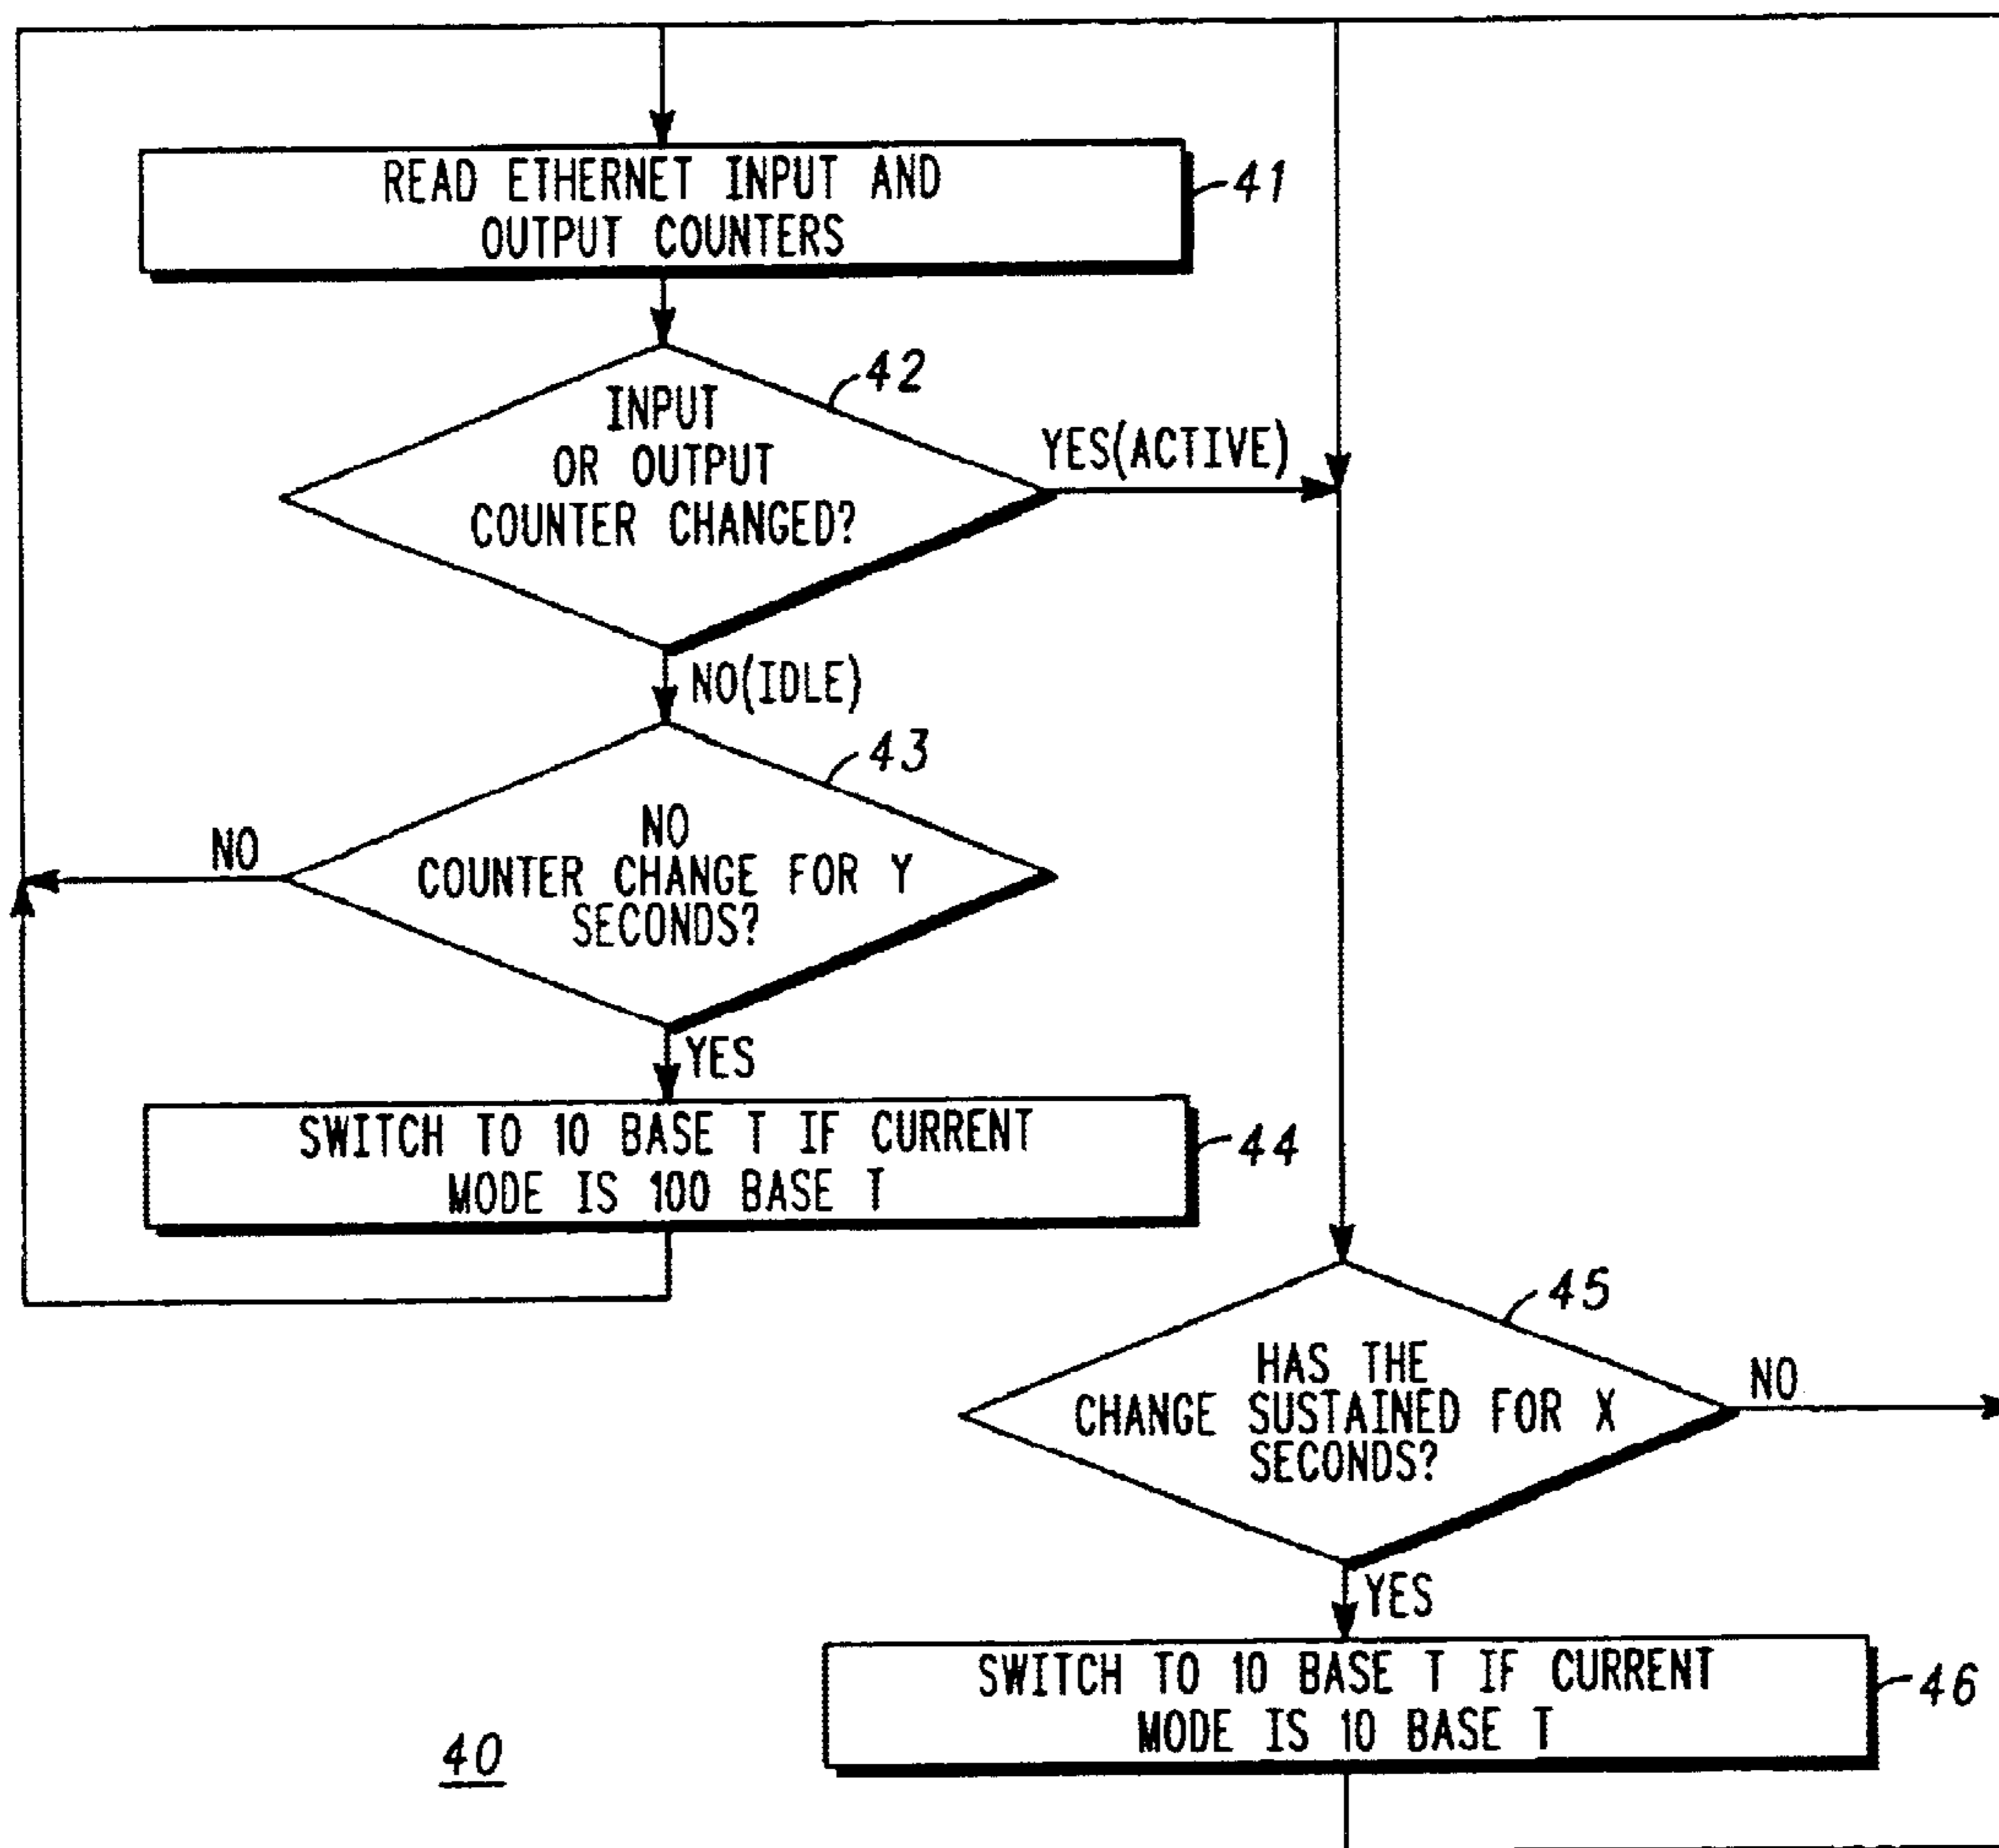 READ ETHERNET INPUT AND
OUTPUT COUNTERS
41
42
INPUT
OR OUTPUT
COUNTER CHANGED?
YES(ACTIVE)
NO(IDLE)
43
NO
COUNTER CHANGE FOR Y
SECONDS?
NO
YES
SWITCH TO 10 BASE T IF CURRENT
MODE IS 100 BASE T
44
45
HAS THE
CHANGE SUSTAINED FOR X
SECONDS?
NO
YES
SWITCH TO 10 BASE T IF CURRENT
MODE IS 10 BASE T
46
40